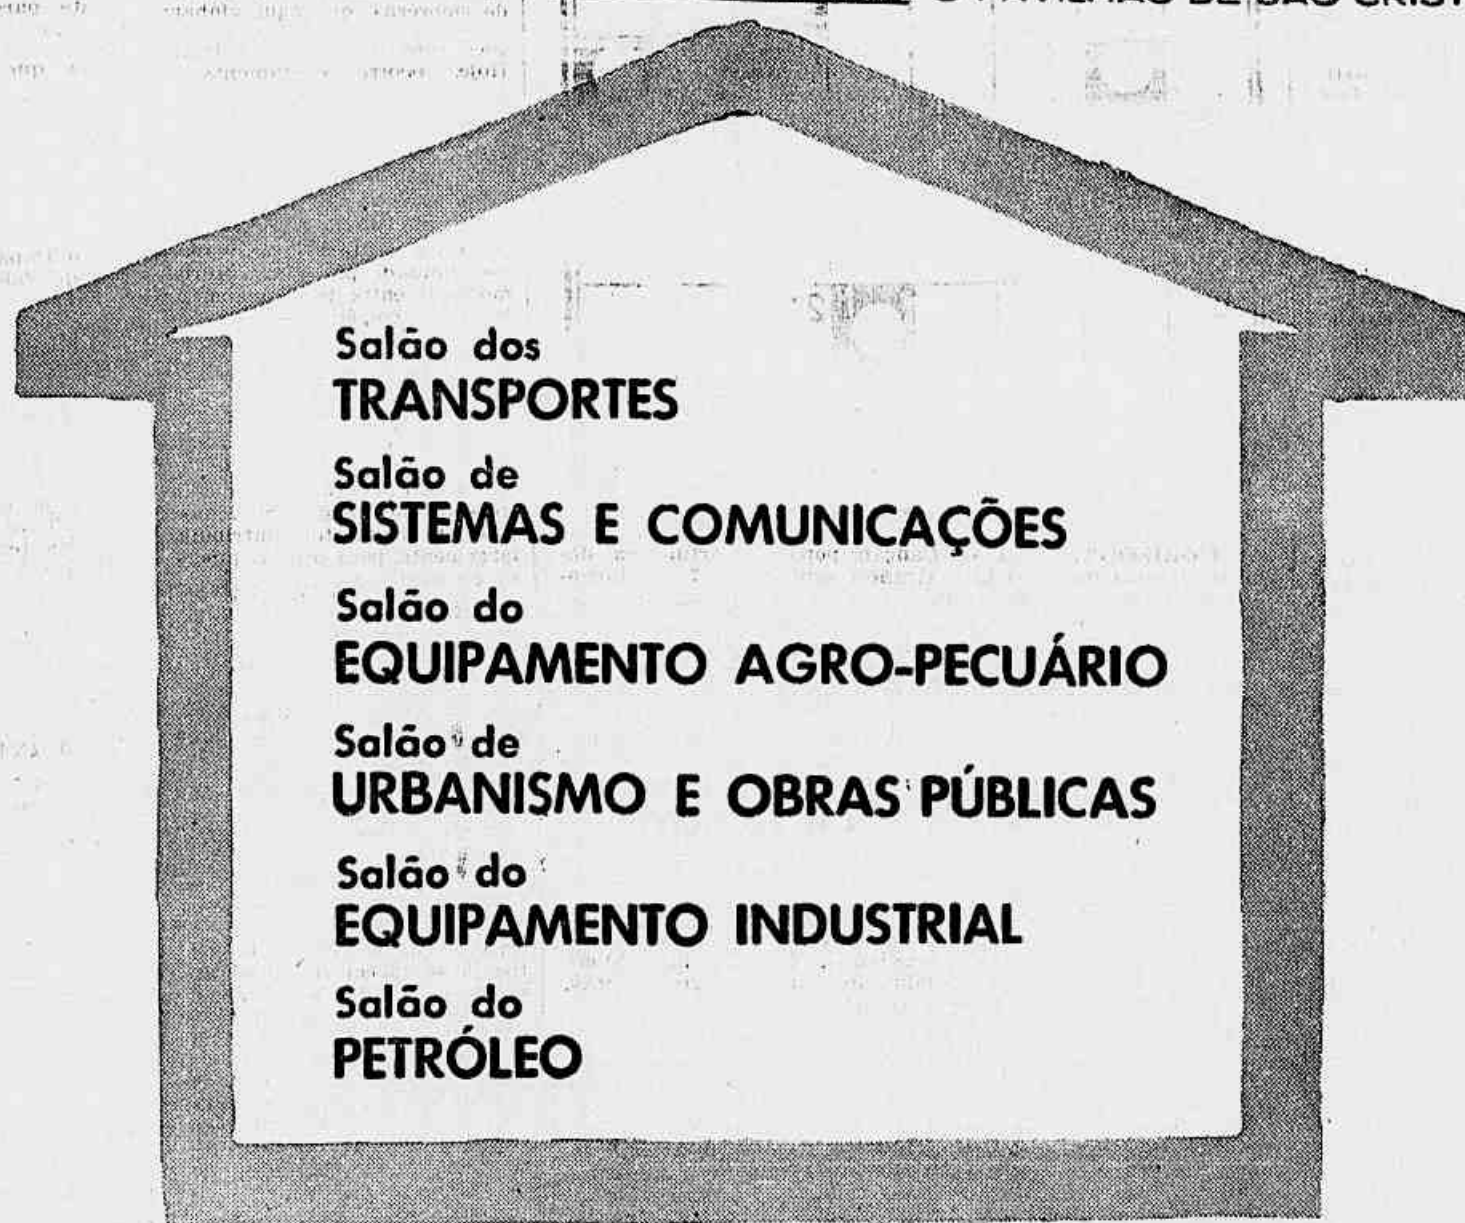 Salão dos
TRANSPORTES
Salão de
SISTEMAS E COMUNICAÇÕES
Salão do
EQUIPAMENTO AGRO-PECUÁRIO
Salão de
URBANISMO E OBRAS PÚBLICAS
Salão do
EQUIPAMENTO INDUSTRIAL
Salão do
PETRÓLEO